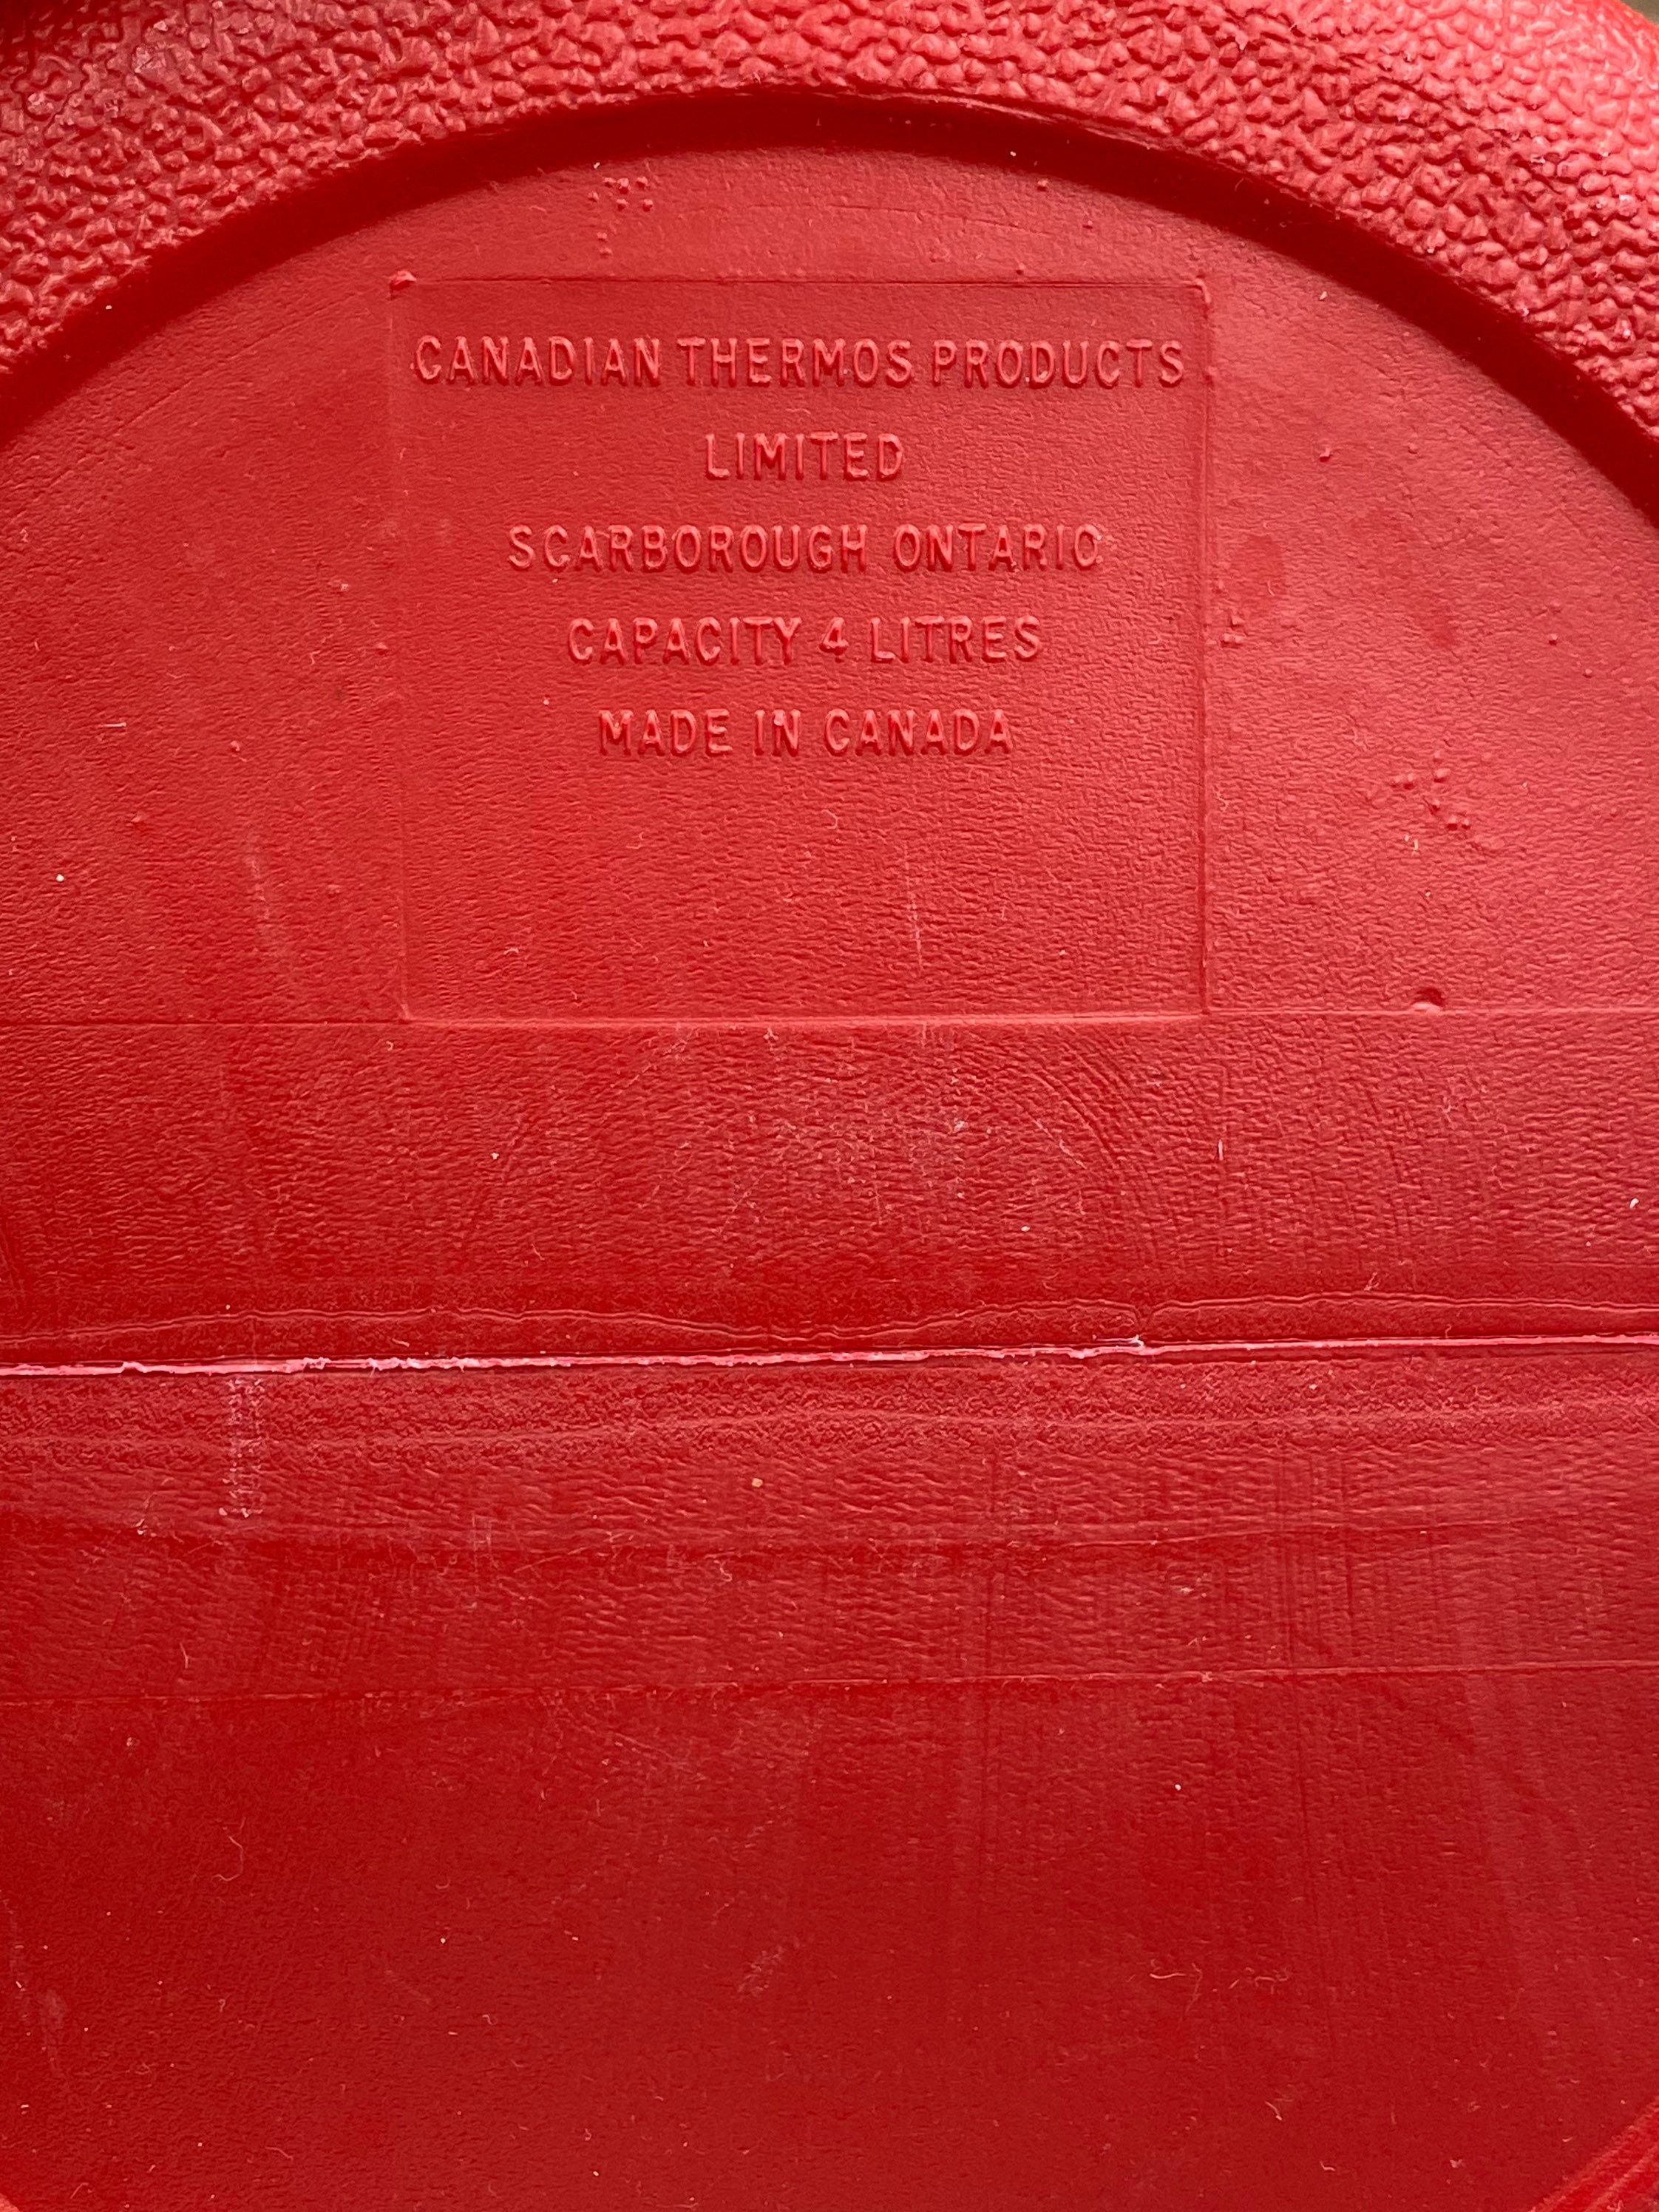 CANADIAN THERMOS PRODUCTS
LIMITED
SCARBOROUGH ONTARIO
CAPACITY 4 LITRES
MADE IN CANADA